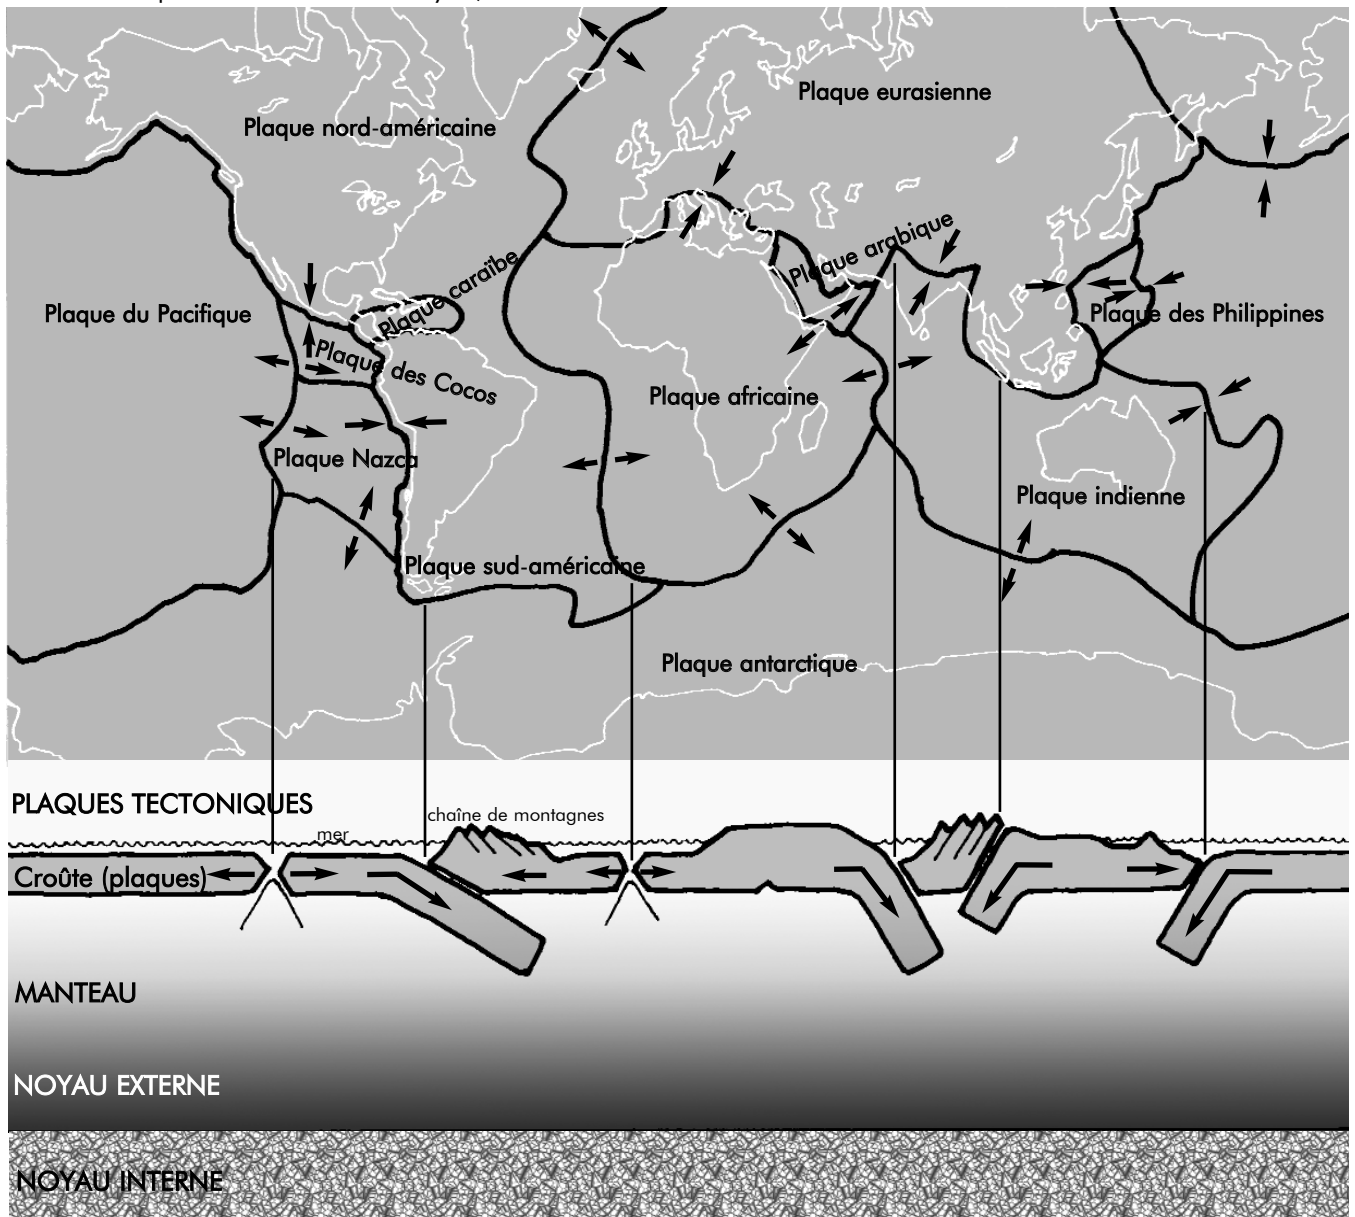 Plaque eurasienne
Plaque nord-américaine
Plaque arabique
Plaque caraïbe
Plaque du Pacifique
Plaque des Philippines
Plaque des Cocos
Plaque africaine
Plaque Nazca
Plaque indienne
Plaque sud-américaine
Plaque antarctique
PLAQUES TECTONIQUES
chaîne de montagnes
mer
Croûte (plaques)
MANTEAU
NOYAU EXTERNE
NOYAU INTERNE